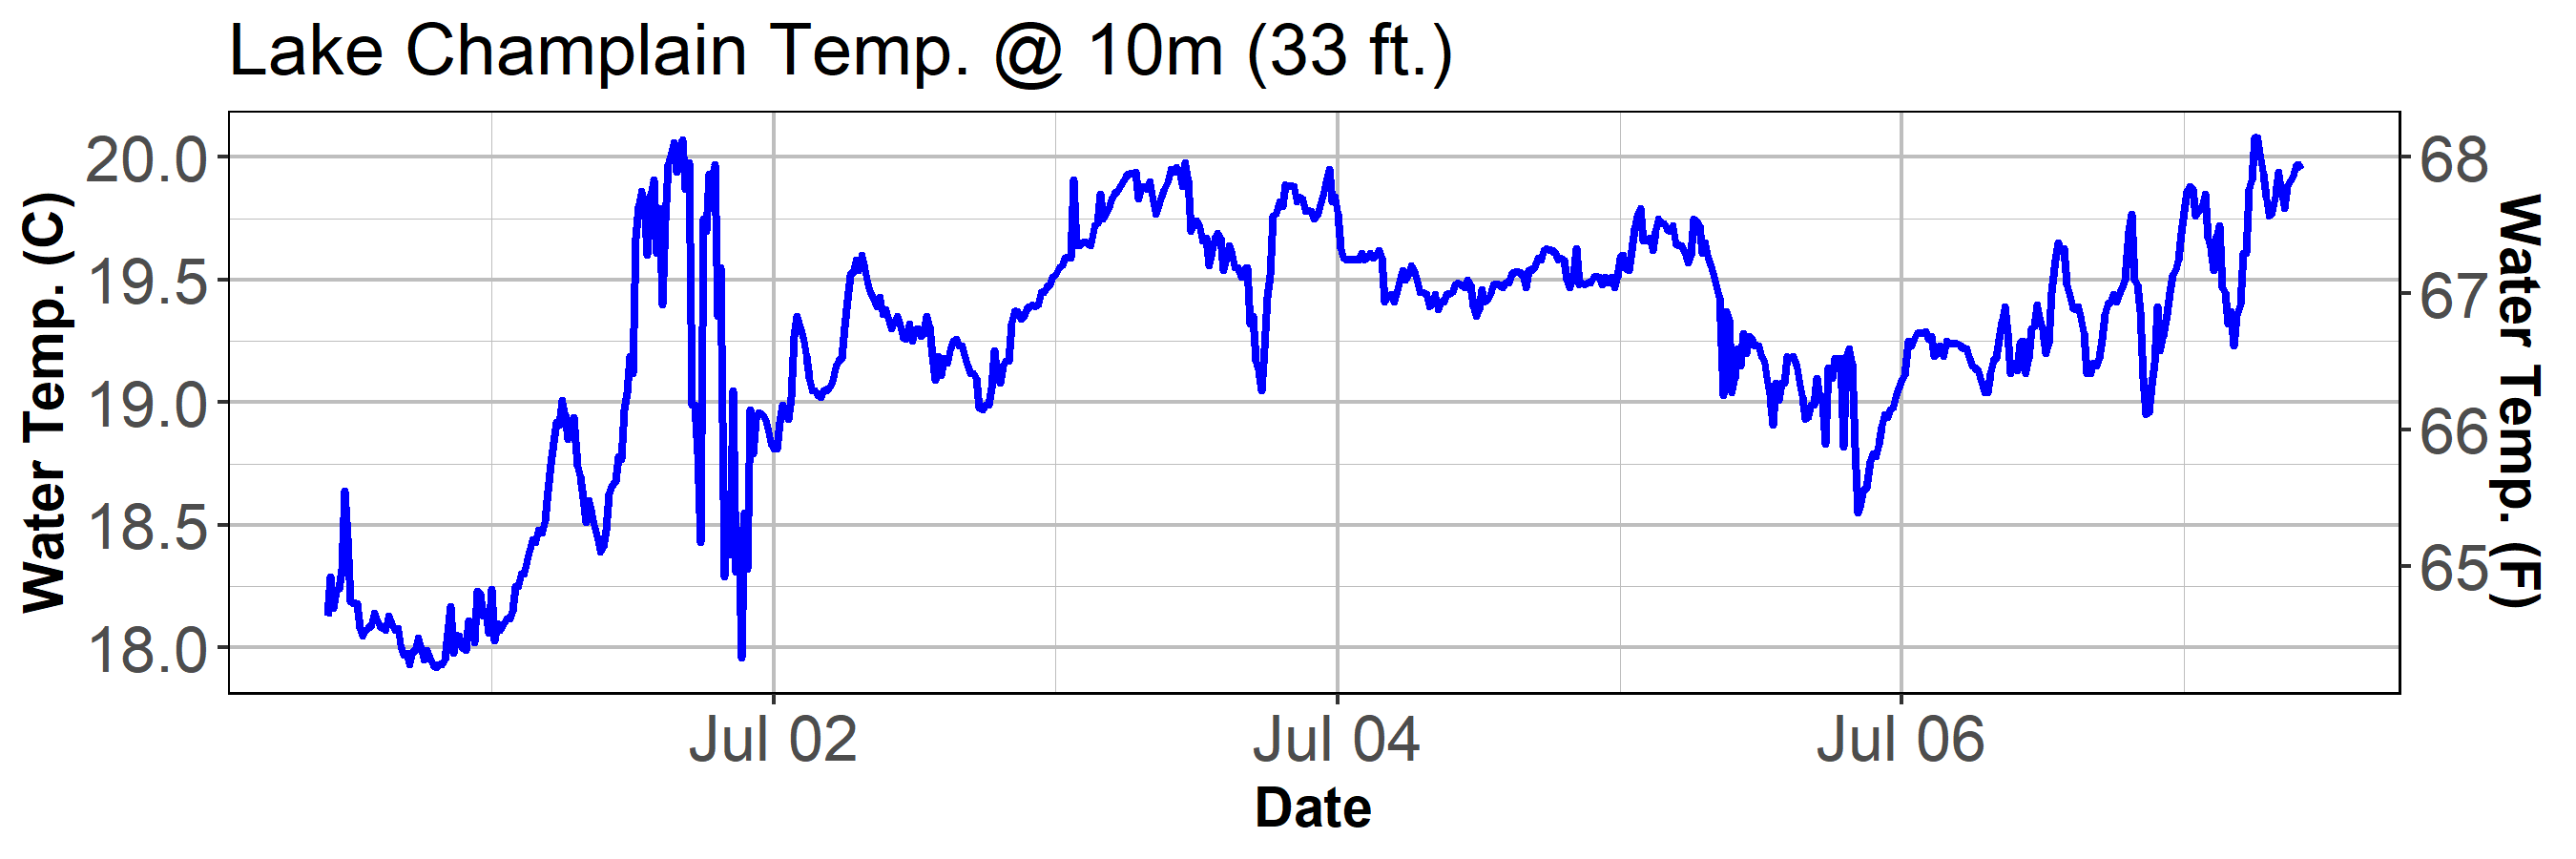 Lake Champlain Temp. @ 10m (33 ft.)
Water Temp. (C)
20.0
19.5
19.0
18.5
18.0
68
67
66
65
Water Temp. (F)
Jul 02
Jul 04
Jul 06
Date